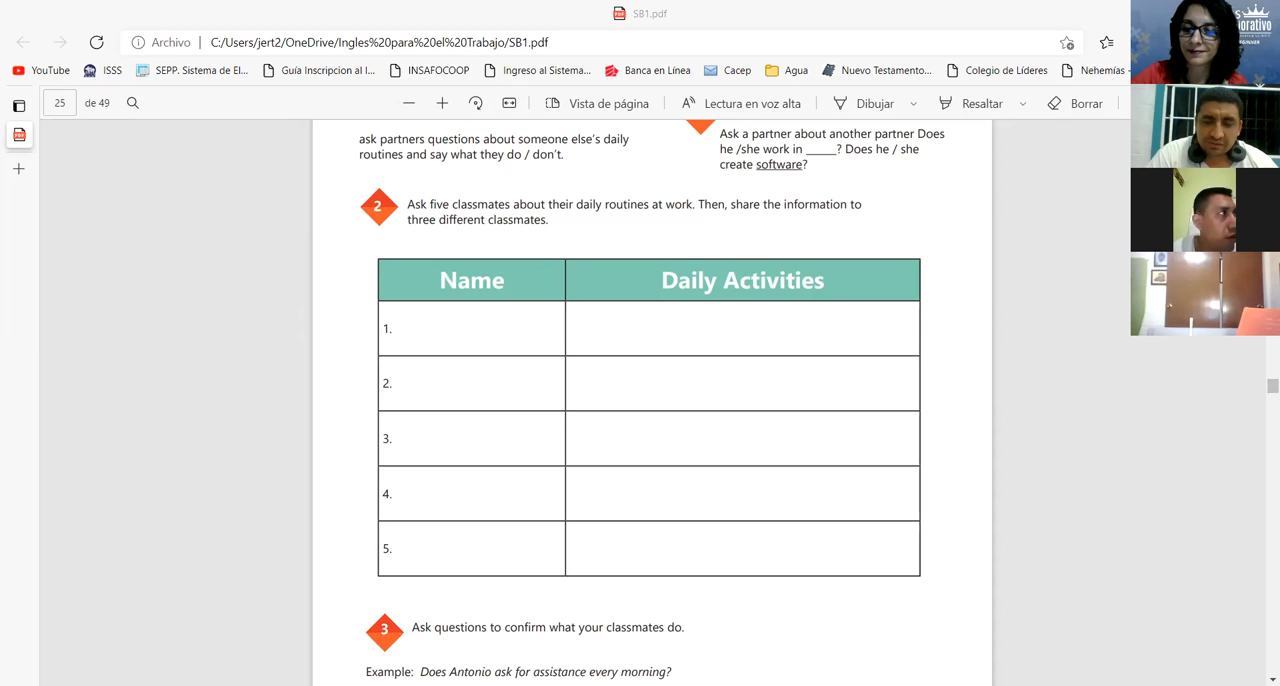 SB1.pdf
Archivo | C:/Users/jert2/OneDrive/Ingles%20para%20el%20Trabajo/SB1.pdf
YouTube ISSS SEPP. Sistema de El... Guía Inscripcion al I... INSAFOCOOP Ingreso al Sistema... Banca en Línea Cacep Agua Nuevo Testamento... Colegio de Líderes Nehemías -
25 de 49 Vista de página Lectura en voz alta Dibujar Resaltar Borrar
ask partners questions about someone else's daily
routines and say what they do / don't.
Ask a partner about another partner Does
he /she work in _____? Does he / she
create software?
2 Ask five classmates about their daily routines at work. Then, share the information to
three different classmates.
Name Daily Activities
1.
2.
3.
4.
5.
3 Ask questions to confirm what your classmates do.
Example: Does Antonio ask for assistance every morning?